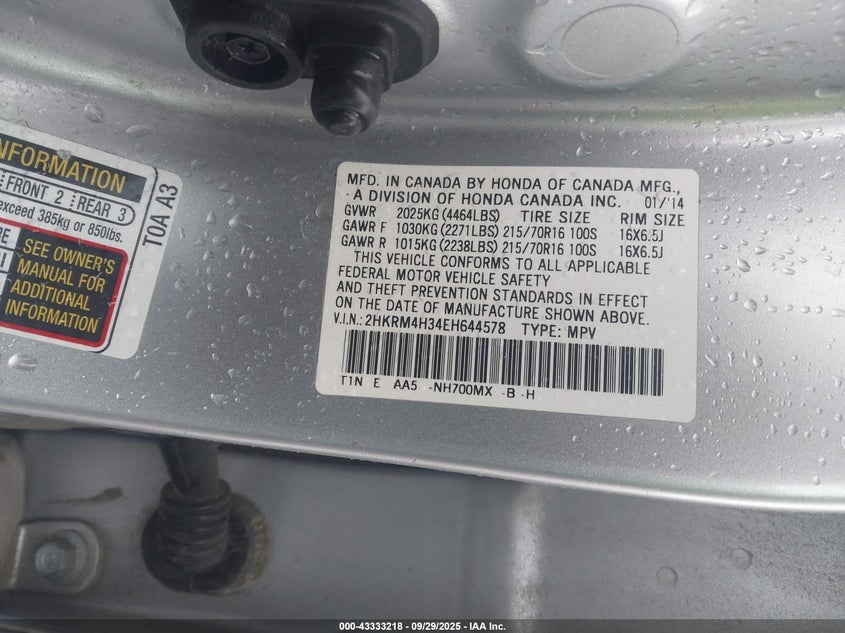 NFORMATION
FRONT 2 REAR 3
exceed 385kg or 850lbs.
SEE OWNER'S
MANUAL FOR
ADDITIONAL
INFORMATION
T0A A3
MFD. IN CANADA BY HONDA OF CANADA MFG.,
A DIVISION OF HONDA CANADA INC. 01/'14
GVWR 2025KG (4464LBS) TIRE SIZE RIM SIZE
GAWR F 1030KG (2271LBS) 215/70R16 100S 16X6.5J
GAWR R 1015KG (2238LBS) 215/70R16 100S 16X6.5J
THIS VEHICLE CONFORMS TO ALL APPLICABLE
FEDERAL MOTOR VEHICLE SAFETY
AND THEFT PREVENTION STANDARDS IN EFFECT
ON THE DATE OF MANUFACTURE SHOWN ABOVE.
V.I.N.: 2HKRM4H34EH644578 TYPE: MPV
T1N E AA5 -NH700MX -B -H
000-43333218 - 09/29/2025 - IAA Inc.